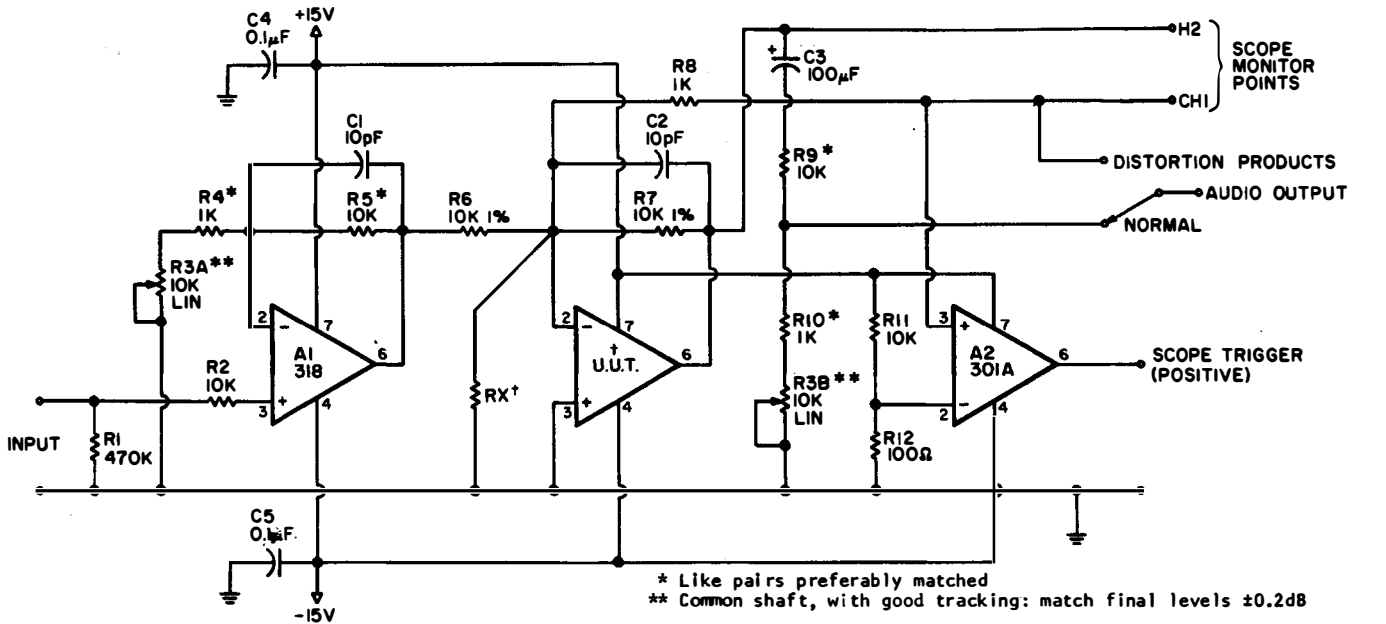 C4
0.1µF
+15V
C1
10pF
R4*
1K
R5*
10K
R6
10K 1%
R3A**
10K
LIN
R2
10K
2
-
A1
318
7
6
3
+
4
INPUT
R1
470K
C5
-15V
R8
1K
C2
10pF
R7
10K 1%
RX†
2
-
†
U.U.T.
7
6
3
+
4
+
C3
100µF
R9*
10K
R10*
1K
R3B**
10K
LIN
R11
10K
R12
100Ω
3
+
A2
301A
7
6
2
-
4
H2
CH1
SCOPE
MONITOR
POINTS
DISTORTION PRODUCTS
AUDIO OUTPUT
NORMAL
SCOPE TRIGGER
(POSITIVE)
* Like pairs preferably matched
** Common shaft, with good tracking: match final levels ±0.2dB